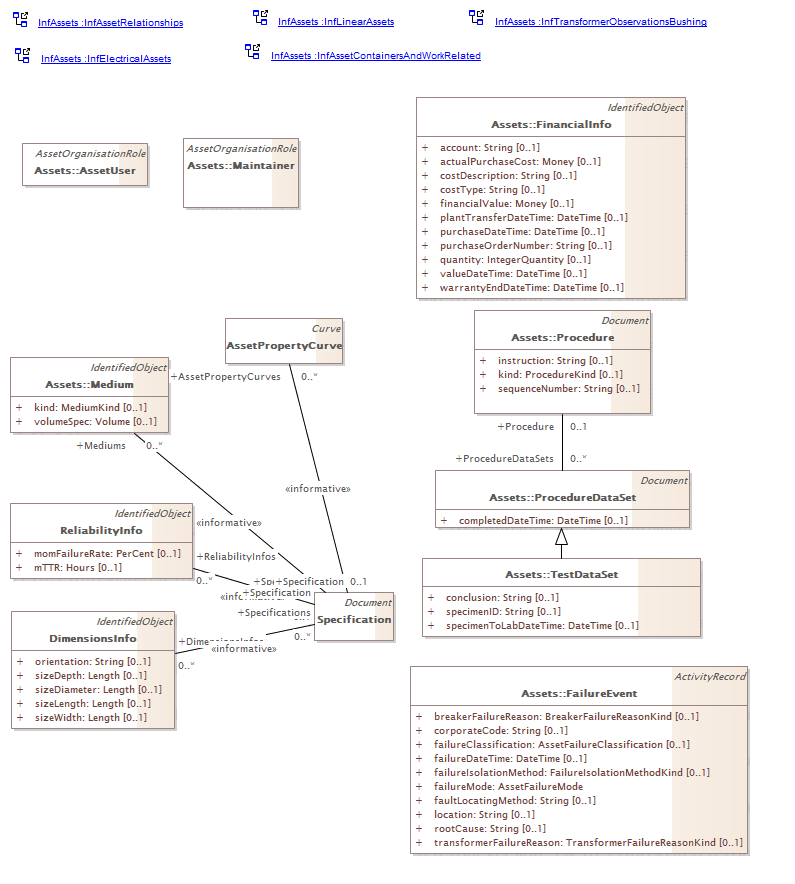 InfAssets :InfAssetRelationships
InfAssets :InfLinearAssets
InfAssets :InfTransformerObservationsBushing
InfAssets :InfElectricalAssets
InfAssets :InfAssetContainersAndWorkRelated
AssetOrganisationRole
Assets::AssetUser
AssetOrganisationRole
Assets::Maintainer
IdentifiedObject
Assets::FinancialInfo
+ account: String [0..1]
+ actualPurchaseCost: Money [0..1]
+ costDescription: String [0..1]
+ costType: String [0..1]
+ financialValue: Money [0..1]
+ plantTransferDateTime: DateTime [0..1]
+ purchaseDateTime: DateTime [0..1]
+ purchaseOrderNumber: String [0..1]
+ quantity: IntegerQuantity [0..1]
+ valueDateTime: DateTime [0..1]
+ warrantyEndDateTime: DateTime [0..1]
Curve
AssetPropertyCurve
+AssetPropertyCurves 0..*
Document
Assets::Procedure
+ instruction: String [0..1]
+ kind: ProcedureKind [0..1]
+ sequenceNumber: String [0..1]
+Procedure 0..1
+ProcedureDataSets 0..*
IdentifiedObject
Assets::Medium
+ kind: MediumKind [0..1]
+ volumeSpec: Volume [0..1]
+Mediums 0..*
«informative»
«informative»
Document
Assets::ProcedureDataSet
+ completedDateTime: DateTime [0..1]
IdentifiedObject
ReliabilityInfo
+ momFailureRate: PerCent [0..1]
+ mTTR: Hours [0..1]
+ReliabilityInfos
0..*
+Specification 0..1
+Specification
+Specifications
0..*
Document
Specification
Assets::TestDataSet
+ conclusion: String [0..1]
+ specimenID: String [0..1]
+ specimenToLabDateTime: DateTime [0..1]
IdentifiedObject
DimensionsInfo
+ orientation: String [0..1]
+ sizeDepth: Length [0..1]
+ sizeDiameter: Length [0..1]
+ sizeLength: Length [0..1]
+ sizeWidth: Length [0..1]
+DimensionsInfos
«informative»
0..*
ActivityRecord
Assets::FailureEvent
+ breakerFailureReason: BreakerFailureReasonKind [0..1]
+ corporateCode: String [0..1]
+ failureClassification: AssetFailureClassification [0..1]
+ failureDateTime: DateTime [0..1]
+ failureIsolationMethod: FailureIsolationMethodKind [0..1]
+ failureMode: AssetFailureMode
+ faultLocatingMethod: String [0..1]
+ location: String [0..1]
+ rootCause: String [0..1]
+ transformerFailureReason: TransformerFailureReasonKind [0..1]